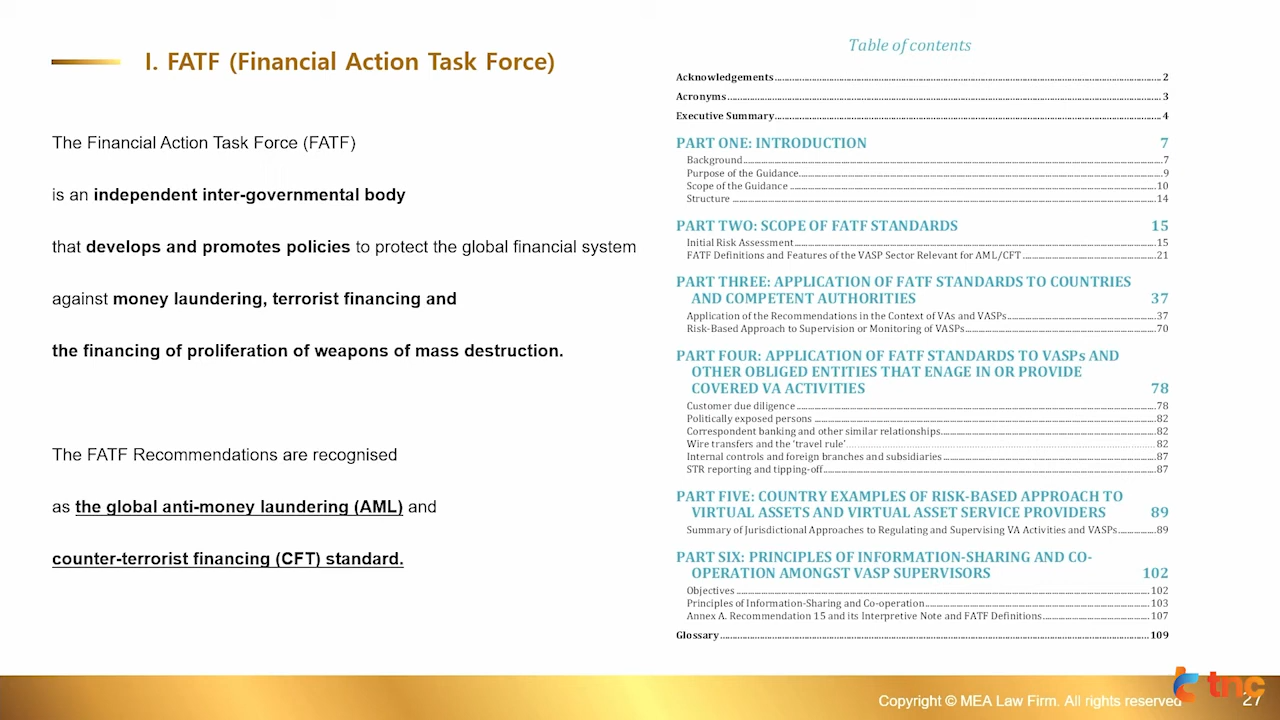 I. FATF (Financial Action Task Force)
The Financial Action Task Force (FATF)
is an independent inter-governmental body
that develops and promotes policies to protect the global financial system
against money laundering, terrorist financing and
the financing of proliferation of weapons of mass destruction.
The FATF Recommendations are recognised
as the global anti-money laundering (AML) and
counter-terrorist financing (CFT) standard.
Table of contents
Acknowledgements 2
Acronyms 3
Executive Summary 4
PART ONE: INTRODUCTION 7
Background 7
Purpose of the Guidance 9
Scope of the Guidance 10
Structure 14
PART TWO: SCOPE OF FATF STANDARDS 15
Initial Risk Assessment 15
FATF Definitions and Features of the VASP Sector Relevant for AML/CFT 21
PART THREE: APPLICATION OF FATF STANDARDS TO COUNTRIES
AND COMPETENT AUTHORITIES 37
Application of the Recommendations in the Context of VAs and VASPs 37
Risk-Based Approach to Supervision or Monitoring of VASPs 70
PART FOUR: APPLICATION OF FATF STANDARDS TO VASPs AND
OTHER OBLIGED ENTITIES THAT ENAGE IN OR PROVIDE
COVERED VA ACTIVITIES 78
Customer due diligence 78
Politically exposed persons 82
Correspondent banking and other similar relationships 82
Wire transfers and the 'travel rule' 82
Internal controls and foreign branches and subsidiaries 87
STR reporting and tipping-off 87
PART FIVE: COUNTRY EXAMPLES OF RISK-BASED APPROACH TO
VIRTUAL ASSETS AND VIRTUAL ASSET SERVICE PROVIDERS 89
Summary of Jurisdictional Approaches to Regulating and Supervising VA Activities and VASPs 89
PART SIX: PRINCIPLES OF INFORMATION-SHARING AND CO-
OPERATION AMONGST VASP SUPERVISORS 102
Objectives 102
Principles of Information-Sharing and Co-operation 103
Annex A. Recommendation 15 and its Interpretive Note and FATF Definitions 107
Glossary 109
Copyright © MEA Law Firm. All rights reserved
tnc
27